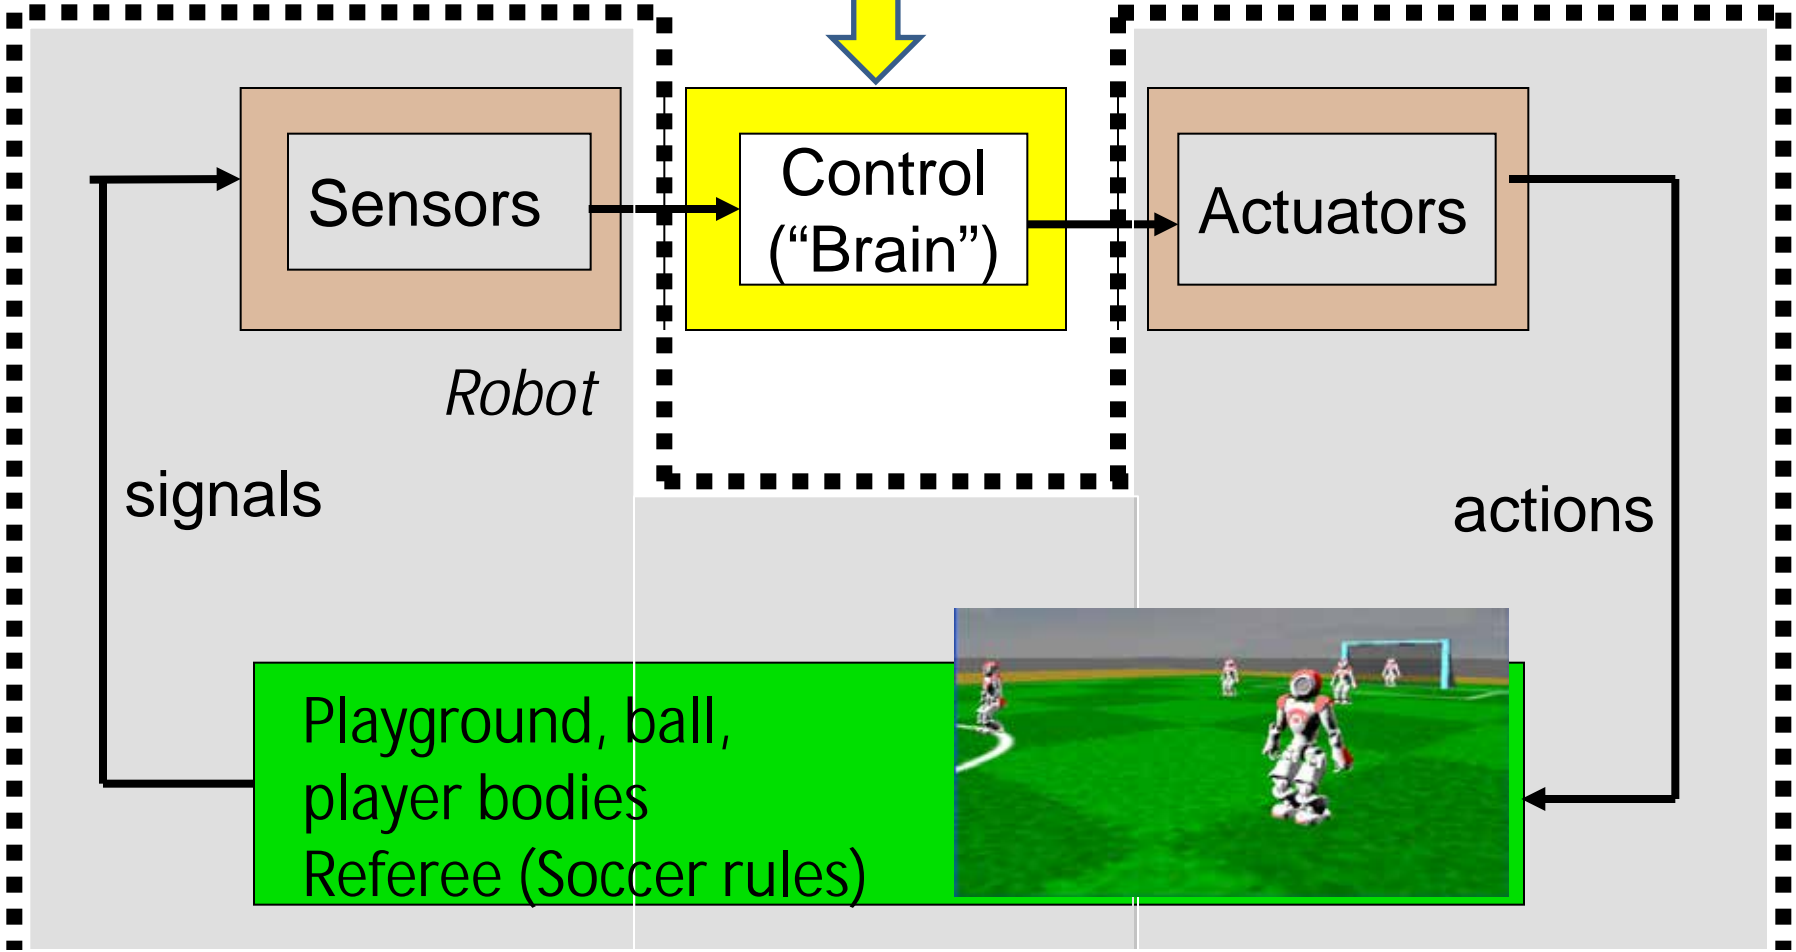 Sensors
Control
(“Brain”)
Actuators
Robot
signals
actions
Playground, ball,
player bodies
Referee (Soccer rules)